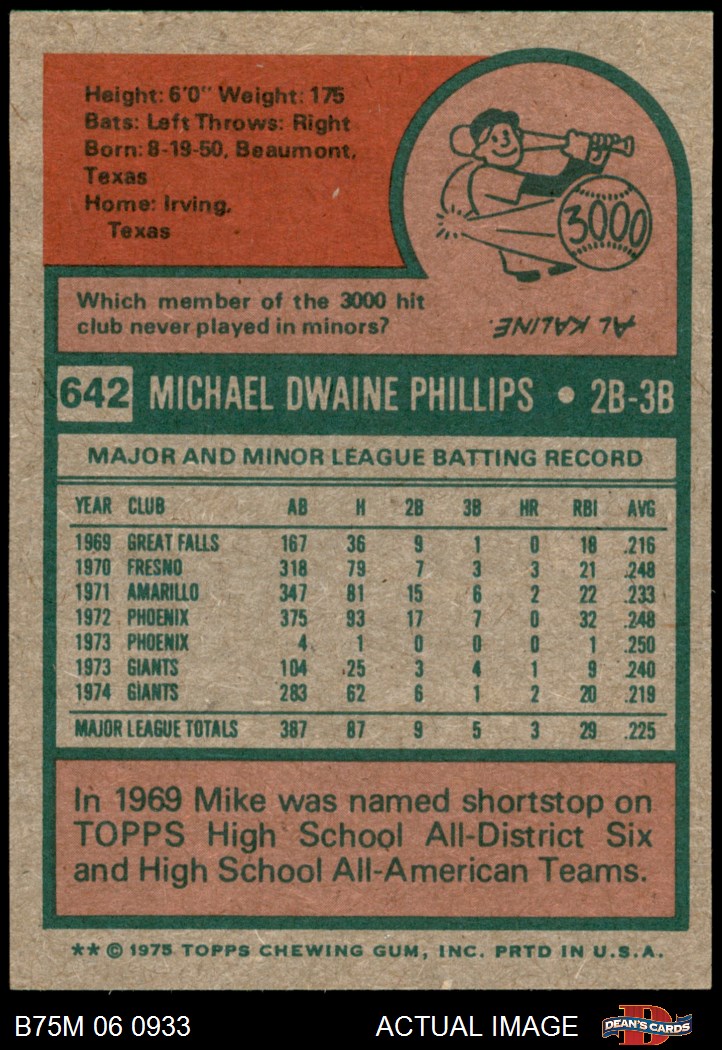 Height: 6'0" Weight: 175
Bats: Left Throws: Right
Born: 8-19-50, Beaumont,
Texas
Home: Irving,
Texas
3000
Which member of the 3000 hit
club never played in minors?
AL KALINE.
642 MICHAEL DWAINE PHILLIPS • 2B-3B
MAJOR AND MINOR LEAGUE BATTING RECORD
YEAR CLUB AB H 2B 3B HR RBI AVG
1969 GREAT FALLS 167 36 9 1 0 18 .216
1970 FRESNO 318 79 7 3 3 21 .248
1971 AMARILLO 347 81 15 6 2 22 .233
1972 PHOENIX 375 93 17 7 0 32 .248
1973 PHOENIX 4 1 0 0 0 1 .250
1973 GIANTS 104 25 3 4 1 9 .240
1974 GIANTS 283 62 6 1 2 20 .219
MAJOR LEAGUE TOTALS 387 87 9 5 3 29 .225
In 1969 Mike was named shortstop on
TOPPS High School All-District Six
and High School All-American Teams.
** © 1975 TOPPS CHEWING GUM, INC. PRTD IN U.S.A.
B75M 06 0933 ACTUAL IMAGE D DEAN'S CARDS